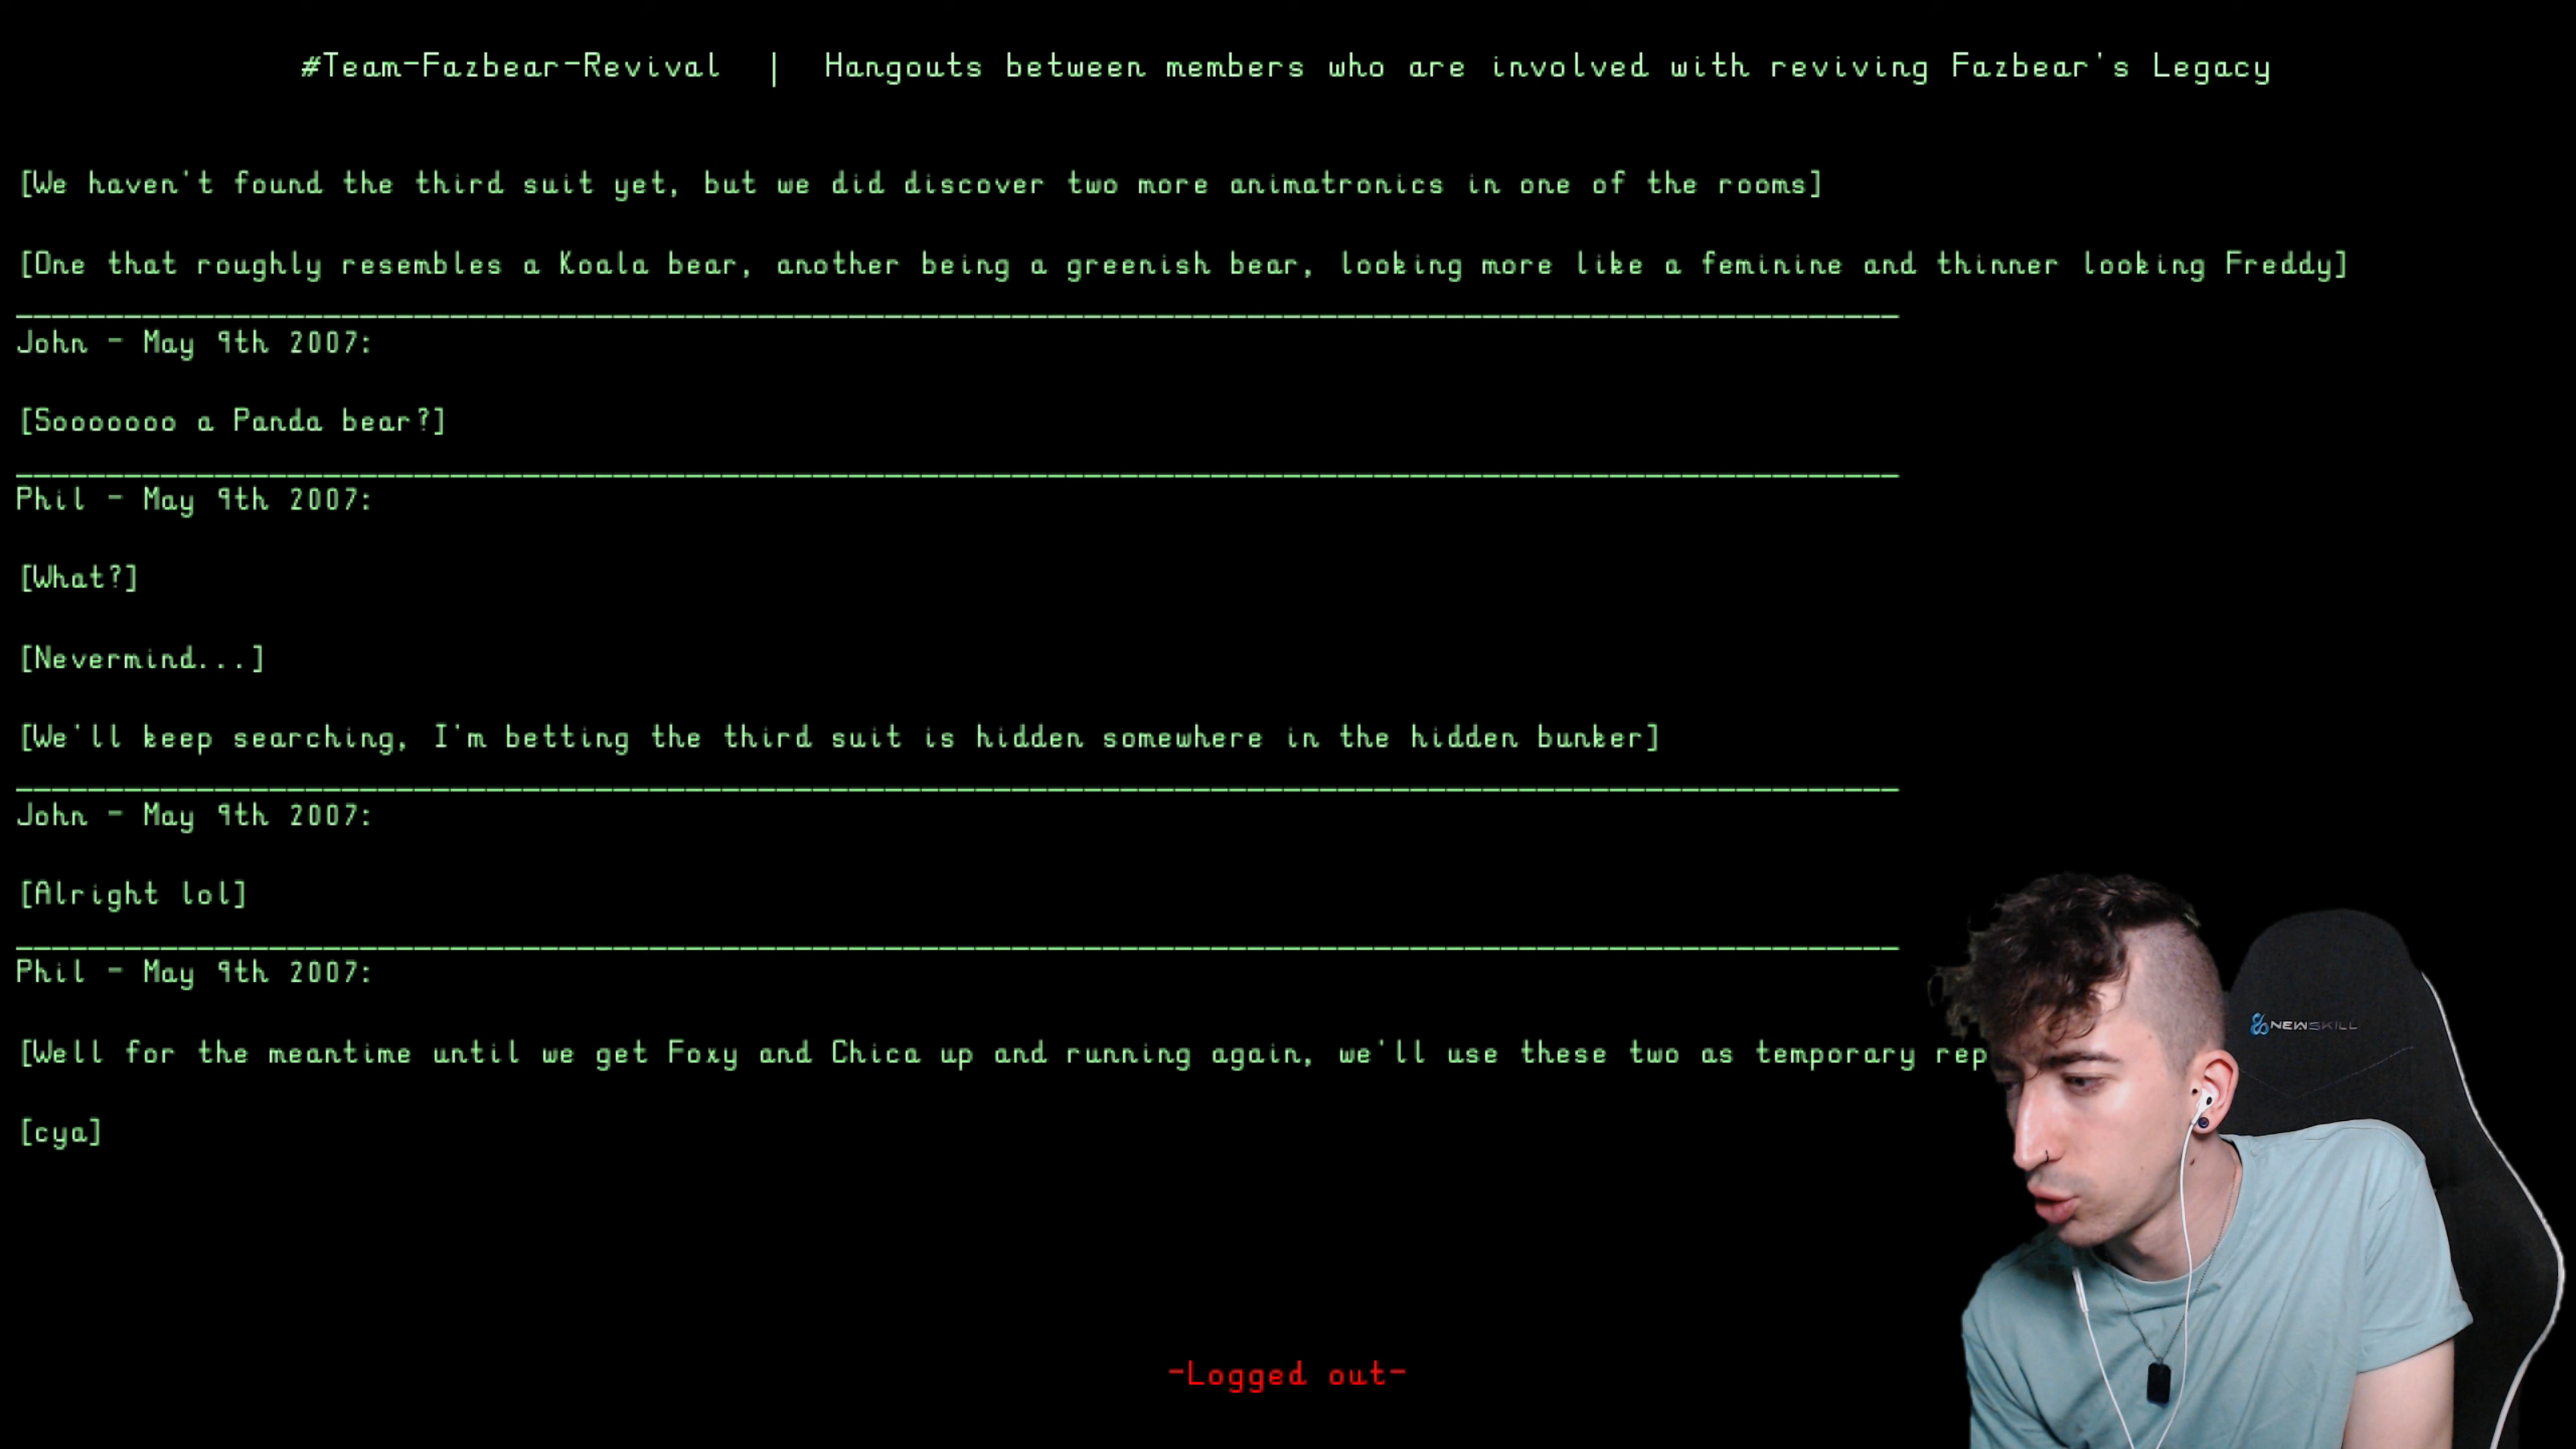 #Team-Fazbear-Revival | Hangouts between members who are involved with reviving Fazbear's Legacy
[We haven't found the third suit yet, but we did discover two more animatronics in one of the rooms]
[One that roughly resembles a Koala bear, another being a greenish bear, looking more like a feminine and thinner looking Freddy]
John - May 9th 2007:
[Sooooooo a Panda bear?]
Phil - May 9th 2007:
[What?]
[Nevermind...]
[We'll keep searching, I'm betting the third suit is hidden somewhere in the hidden bunker]
John - May 9th 2007:
[Alright lol]
Phil - May 9th 2007:
[Well for the meantime until we get Foxy and Chica up and running again, we'll use these two as temporary
[cya]
NEWSKILL
-Logged out-